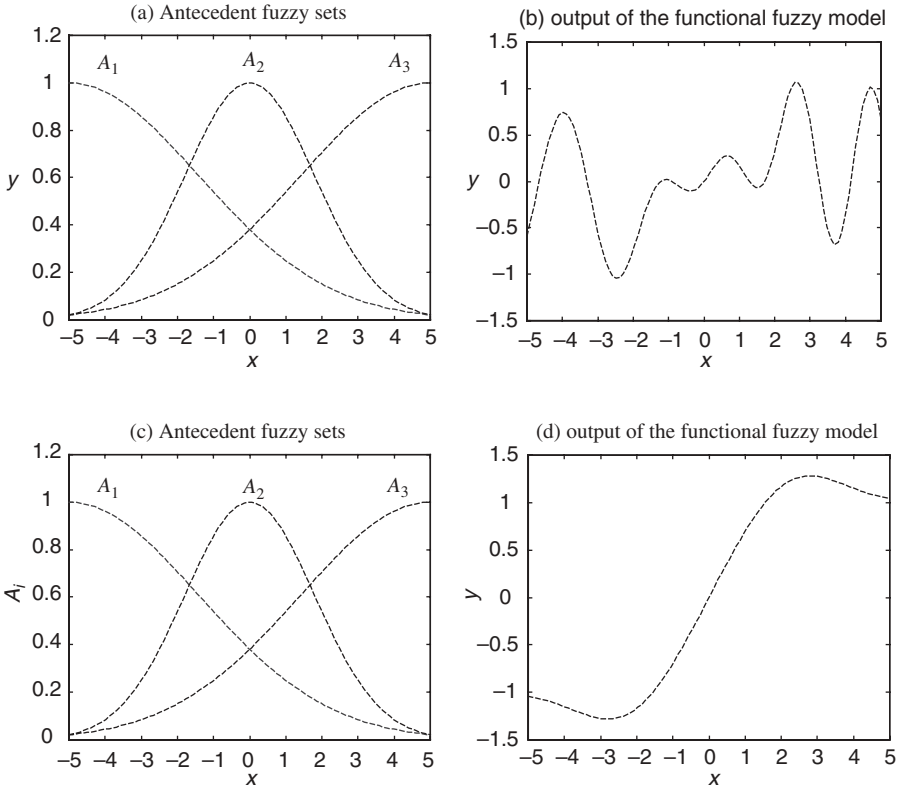 (a) Antecedent fuzzy sets
1.2
1
0.8
0.6
0.4
0.2
0
y
A1
A2
A3
–5 –4 –3 –2 –1 0 1 2 3 4 5
x
(b) output of the functional fuzzy model
1.5
1
0.5
0
–0.5
–1
–1.5
y
–5 –4 –3 –2 –1 0 1 2 3 4 5
x
(c) Antecedent fuzzy sets
1.2
1
0.8
0.6
0.4
0.2
0
Ai
A1
A2
A3
–5 –4 –3 –2 –1 0 1 2 3 4 5
x
(d) output of the functional fuzzy model
1.5
1
0.5
0
–0.5
–1
–1.5
y
–5 –4 –3 –2 –1 0 1 2 3 4 5
x